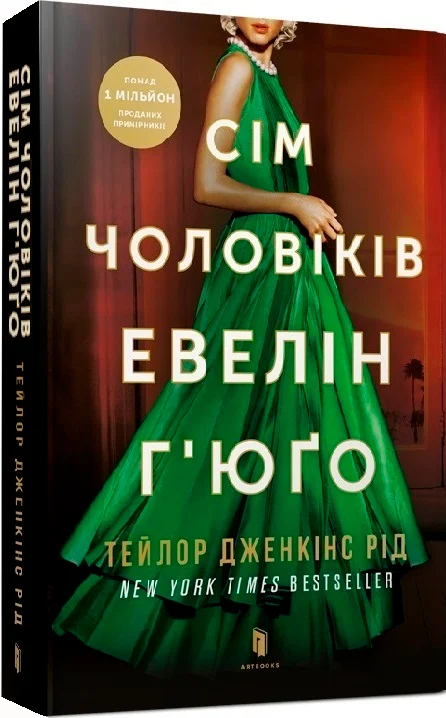 СІМ ЧОЛОВІКІВ
ЕВЕЛІН Г'ЮҐО
ТЕЙЛОР ДЖЕНКІНС РІД
ПОНАД
1 МІЛЬЙОН
ПРОДАНИХ
ПРИМІРНИКІВ
СІМ
ЧОЛОВІКІВ
ЕВЕЛІН
Г'ЮҐО
ТЕЙЛОР ДЖЕНКІНС РІД
NEW YORK TIMES BESTSELLER
ARTBOOKS